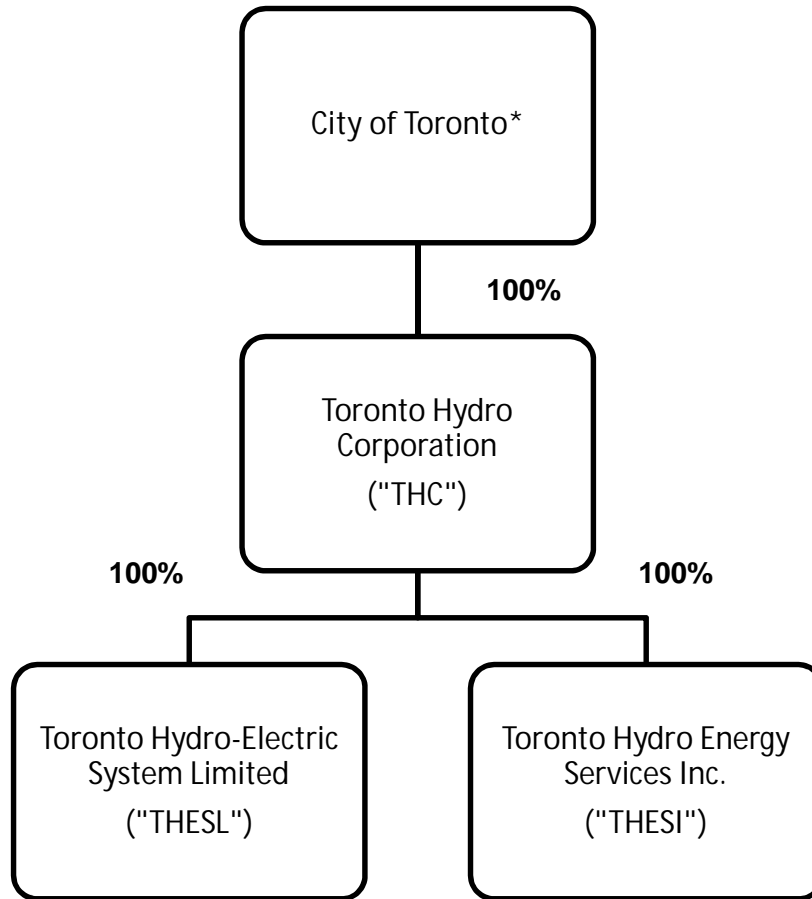 City of Toronto*
100%
Toronto Hydro
Corporation
("THC")
100%
100%
Toronto Hydro-Electric
System Limited
("THESL")
Toronto Hydro Energy
Services Inc.
("THESI")